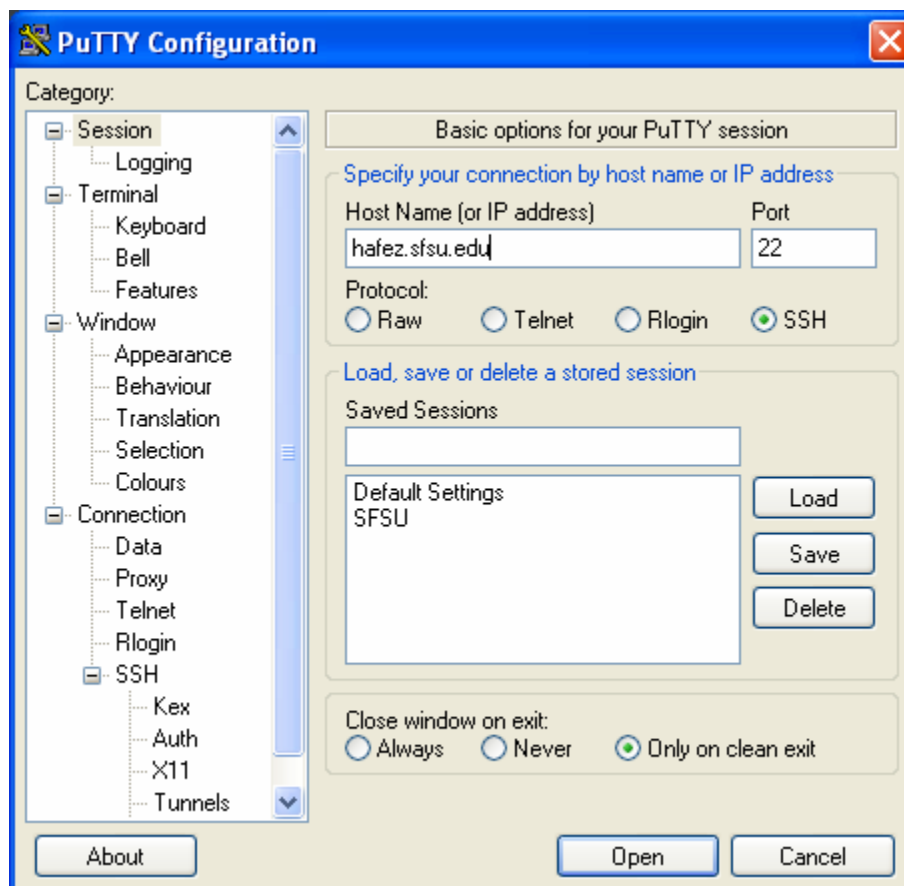 PuTTY Configuration
Category:
Session
Logging
Terminal
Keyboard
Bell
Features
Window
Appearance
Behaviour
Translation
Selection
Colours
Connection
Data
Proxy
Telnet
Rlogin
SSH
Kex
Auth
X11
Tunnels
Basic options for your PuTTY session
Specify your connection by host name or IP address
Host Name (or IP address) Port
hafez.sfsu.edu 22
Protocol:
Raw Telnet Rlogin SSH
Load, save or delete a stored session
Saved Sessions
Default Settings
SFSU
Load
Save
Delete
Close window on exit:
Always Never Only on clean exit
About Open Cancel